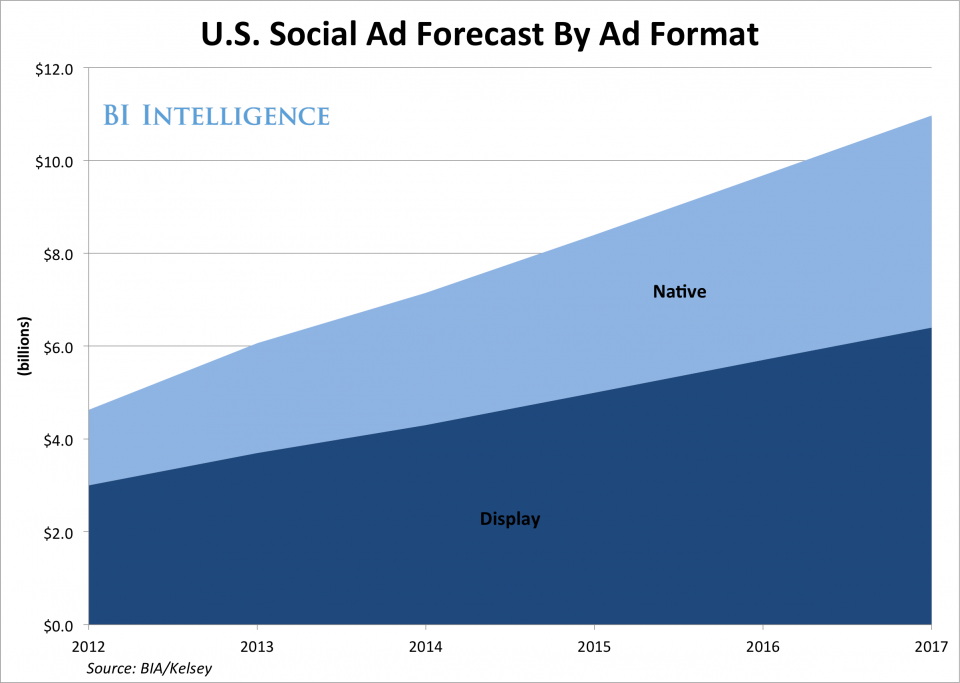 U.S. Social Ad Forecast By Ad Format
$12.0
BI INTELLIGENCE
$10.0
$8.0
Native
$6.0
(billions)
$4.0
Display
$2.0
$0.0
2012 2013 2014 2015 2016 2017
Source: BIA/Kelsey